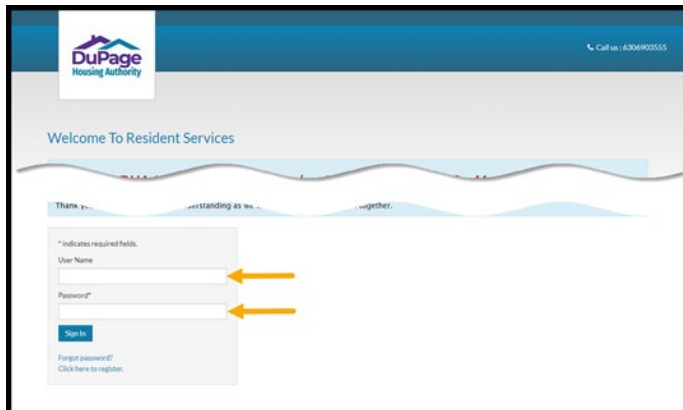 DuPage
Housing Authority
Call us : 6306903555
Welcome To Resident Services
Thank
as we
together.
* indicates required fields.
User Name
Password*
Sign In
Forgot password?
Click here to register.